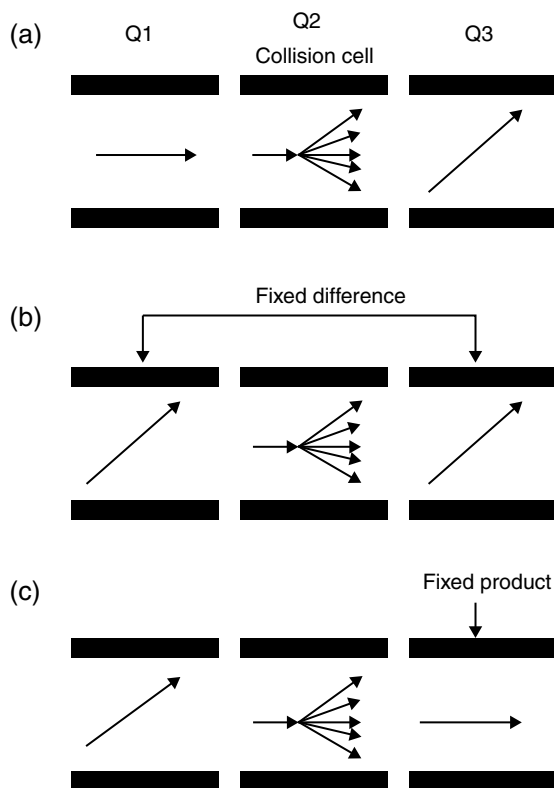 (a)
Q1
Q2
Q3
Collision cell
(b)
Fixed difference
(c)
Fixed product